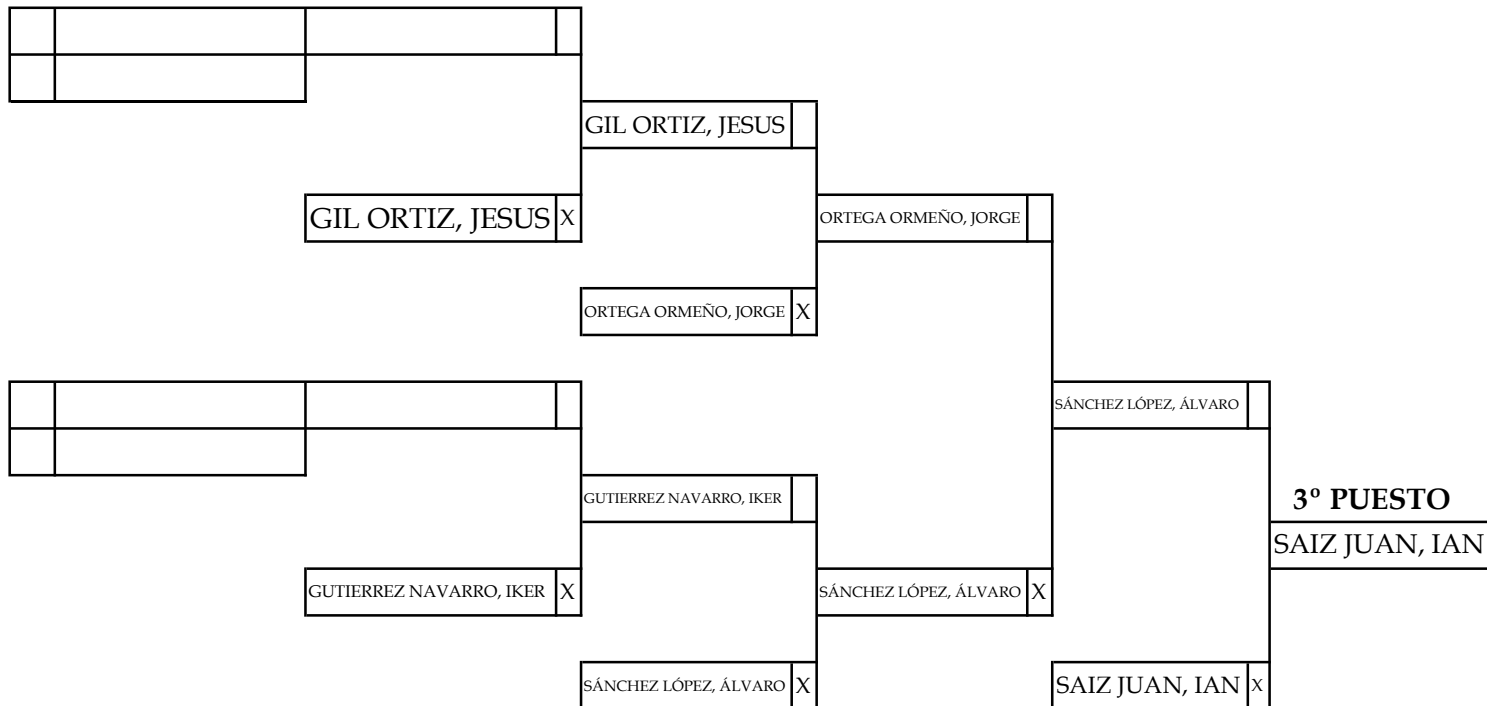 GIL ORTIZ, JESUS
GIL ORTIZ, JESUS X
ORTEGA ORMEÑO, JORGE
ORTEGA ORMEÑO, JORGE X
SÁNCHEZ LÓPEZ, ÁLVARO
GUTIERREZ NAVARRO, IKER
3º PUESTO
SAIZ JUAN, IAN
GUTIERREZ NAVARRO, IKER X
SÁNCHEZ LÓPEZ, ÁLVARO X
SÁNCHEZ LÓPEZ, ÁLVARO X
SAIZ JUAN, IAN X